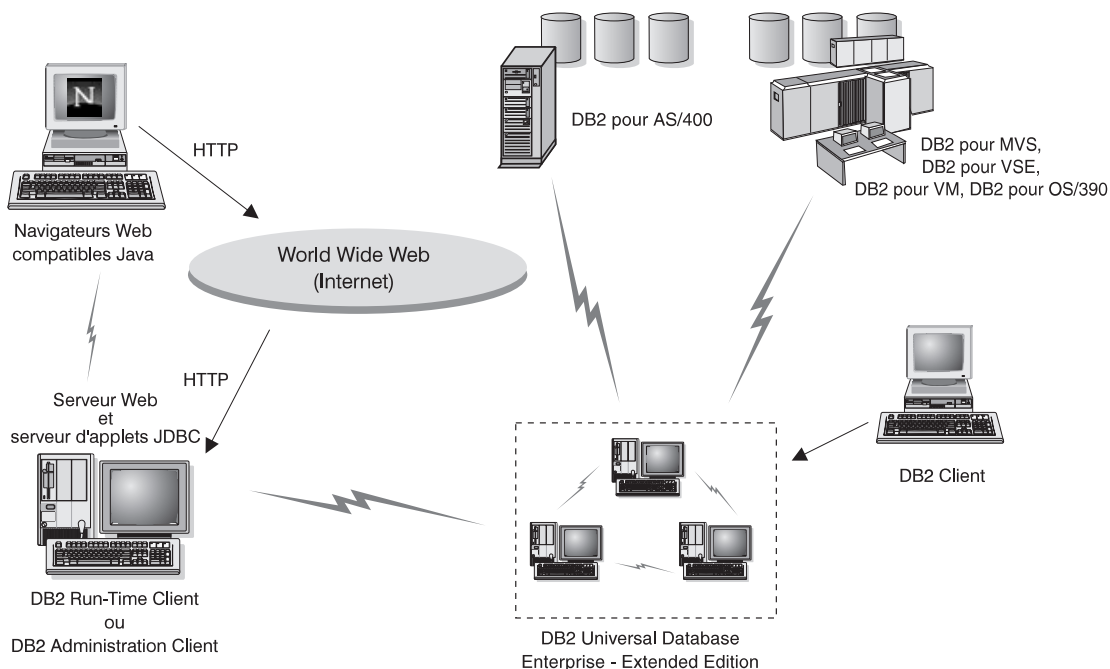 DB2 pour AS/400
DB2 pour MVS,
DB2 pour VSE,
DB2 pour VM, DB2 pour OS/390
N
HTTP
Navigateurs Web
compatibles Java
World Wide Web
(Internet)
HTTP
Serveur Web
et
serveur d'applets JDBC
DB2 Client
DB2 Run-Time Client
ou
DB2 Administration Client
DB2 Universal Database
Enterprise - Extended Edition